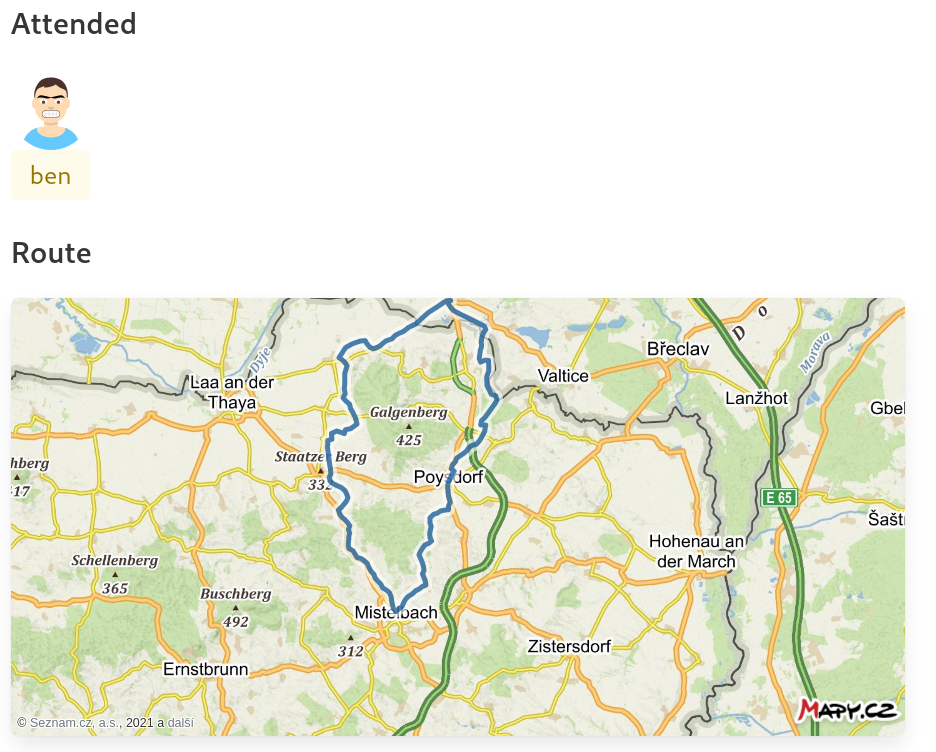 Attended
ben
Route
D o
Dyje
Morava
Břeclav
Valtice
Laa an der
Thaya
Lanžhot
Galgenberg
425
Gbel
Staatzer Berg
332
hberg
417
Poysdorf
E 65
Šaštı
Hohenau an
der March
Schellenberg
365
Buschberg
492
Mistelbach
312
Zistersdorf
Ernstbrunn
© Seznam.cz, a.s., 2021 a další
MAPY.CZ